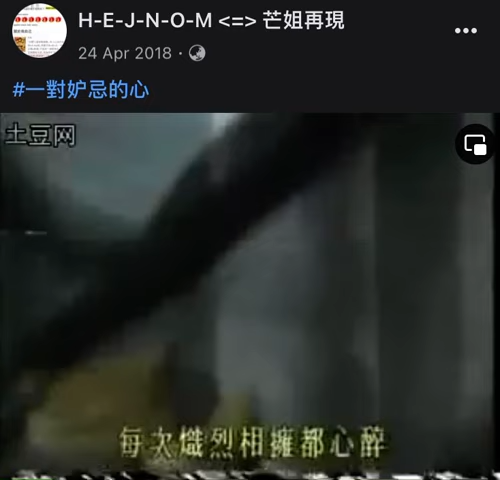 H-E-J-N-O-M <=> 芒姐再現
24 Apr 2018 ·
#一對妒忌的心
土豆网
每次熾烈相擁都心醉